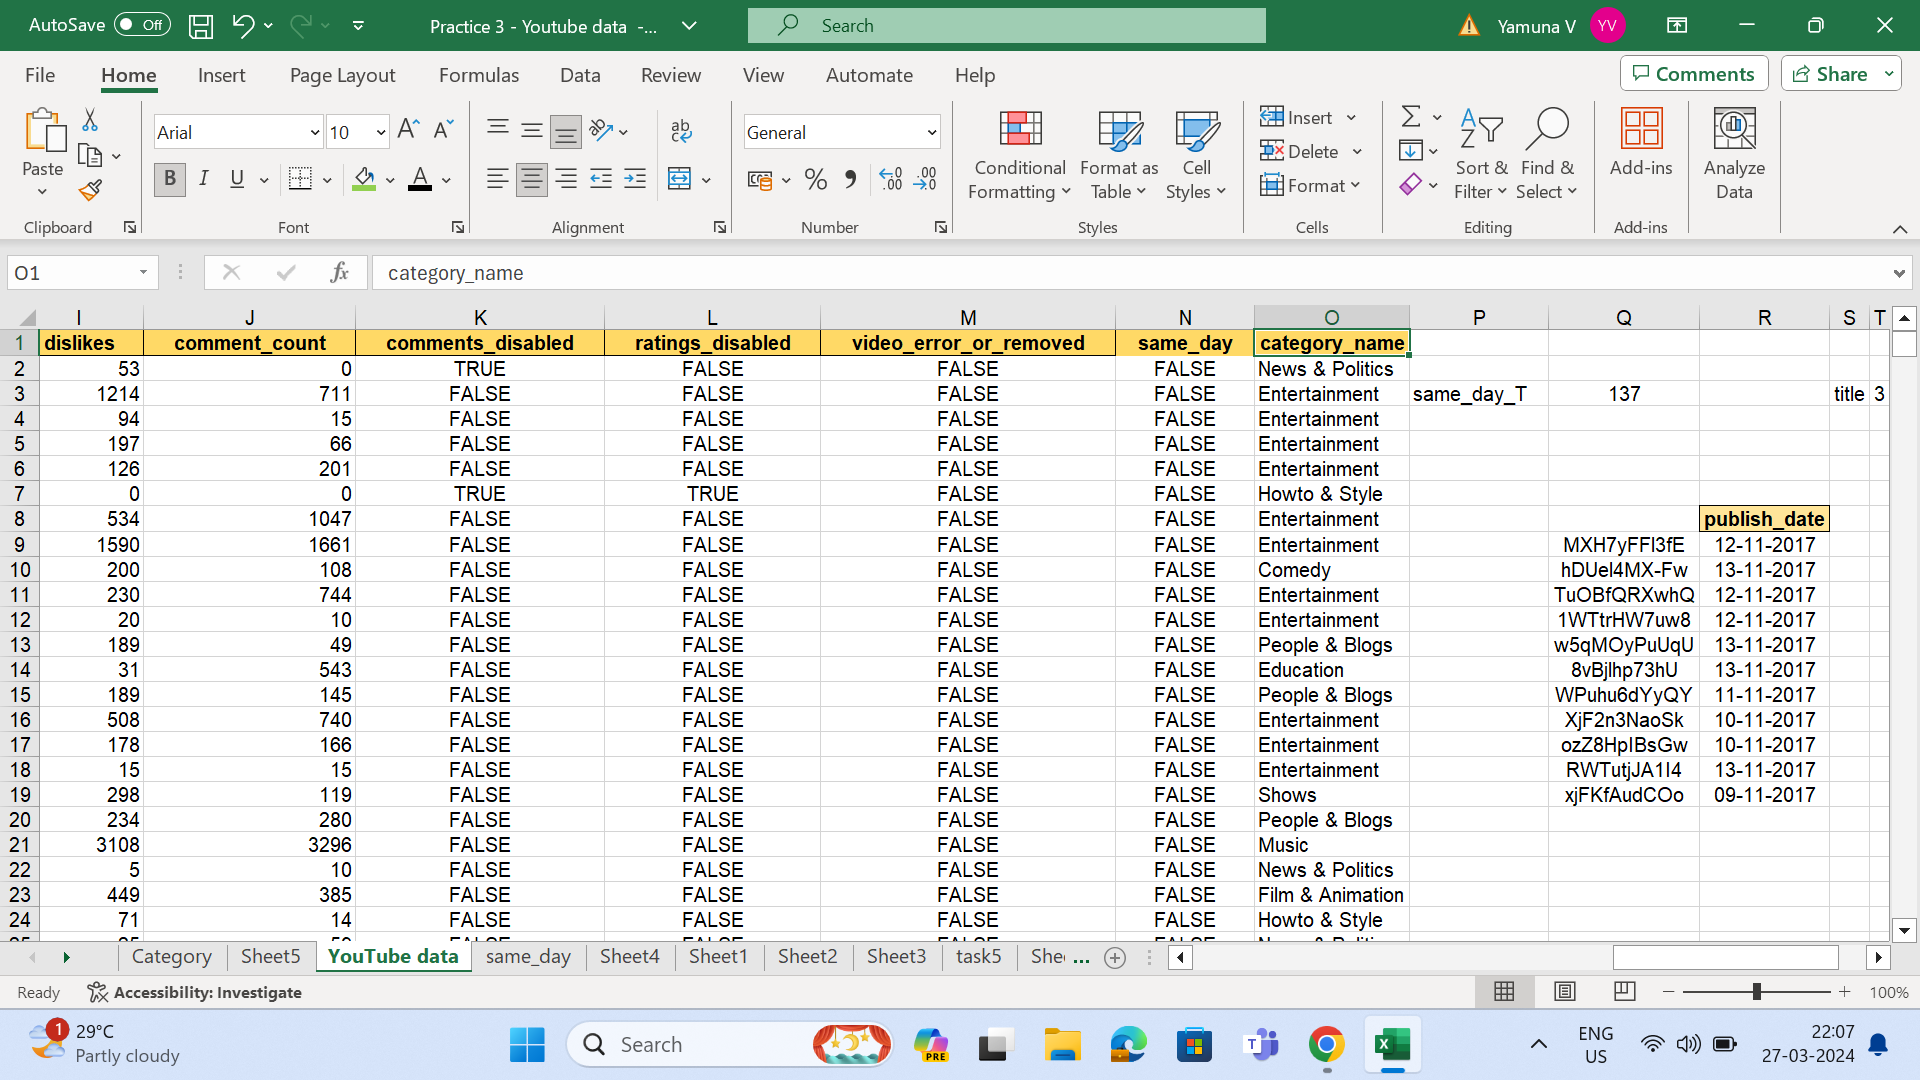 AutoSave Off Practice 3 - Youtube data -... Search Yamuna V YV
File Home Insert Page Layout Formulas Data Review View Automate Help Comments Share
Paste Arial 10 General Conditional Formatting Format as Table Cell Styles Insert Delete Format Sort & Filter Find & Select Add-ins Analyze Data
Clipboard Font Alignment Number Styles Cells Editing Add-ins
O1 fx category_name
I J K L M N O P Q R S T
1 dislikes comment_count comments_disabled ratings_disabled video_error_or_removed same_day category_name
2 53 0 TRUE FALSE FALSE FALSE News & Politics
3 1214 711 FALSE FALSE FALSE FALSE Entertainment same_day_T 137 title 3
4 94 15 FALSE FALSE FALSE FALSE Entertainment
5 197 66 FALSE FALSE FALSE FALSE Entertainment
6 126 201 FALSE FALSE FALSE FALSE Entertainment
7 0 0 TRUE TRUE FALSE FALSE Howto & Style
8 534 1047 FALSE FALSE FALSE FALSE Entertainment publish_date
9 1590 1661 FALSE FALSE FALSE FALSE Entertainment MXH7yFFI3fE 12-11-2017
10 200 108 FALSE FALSE FALSE FALSE Comedy hDUel4MX-Fw 13-11-2017
11 230 744 FALSE FALSE FALSE FALSE Entertainment TuOBfQRXwhQ 12-11-2017
12 20 10 FALSE FALSE FALSE FALSE Entertainment 1WTtrHW7uw8 12-11-2017
13 189 49 FALSE FALSE FALSE FALSE People & Blogs w5qMOyPuUqU 13-11-2017
14 31 543 FALSE FALSE FALSE FALSE Education 8vBjlhp73hU 13-11-2017
15 189 145 FALSE FALSE FALSE FALSE People & Blogs WPuhu6dYyQY 11-11-2017
16 508 740 FALSE FALSE FALSE FALSE Entertainment XjF2n3NaoSk 10-11-2017
17 178 166 FALSE FALSE FALSE FALSE Entertainment ozZ8HpIBsGw 10-11-2017
18 15 15 FALSE FALSE FALSE FALSE Entertainment RWTutjJA1I4 13-11-2017
19 298 119 FALSE FALSE FALSE FALSE Shows xjFKfAudCOo 09-11-2017
20 234 280 FALSE FALSE FALSE FALSE People & Blogs
21 3108 3296 FALSE FALSE FALSE FALSE Music
22 5 10 FALSE FALSE FALSE FALSE News & Politics
23 449 385 FALSE FALSE FALSE FALSE Film & Animation
24 71 14 FALSE FALSE FALSE FALSE Howto & Style
Category Sheet5 YouTube data same_day Sheet4 Sheet1 Sheet2 Sheet3 task5 She ...
Ready Accessibility: Investigate 100%
1 29°C Partly cloudy Search PRE ENG US 22:07 27-03-2024